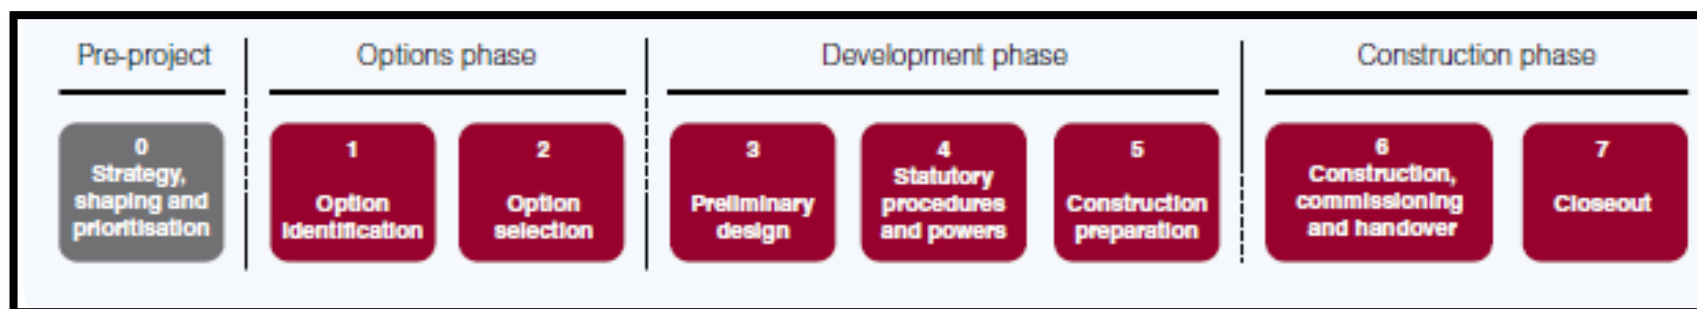 Pre-project
Options phase
Development phase
Construction phase
0
Strategy,
shaping and
prioritisation
1
Option
identification
2
Option
selection
3
Preliminary
design
4
Statutory
procedures
and powers
5
Construction
preparation
6
Construction,
commissioning
and handover
7
Closeout